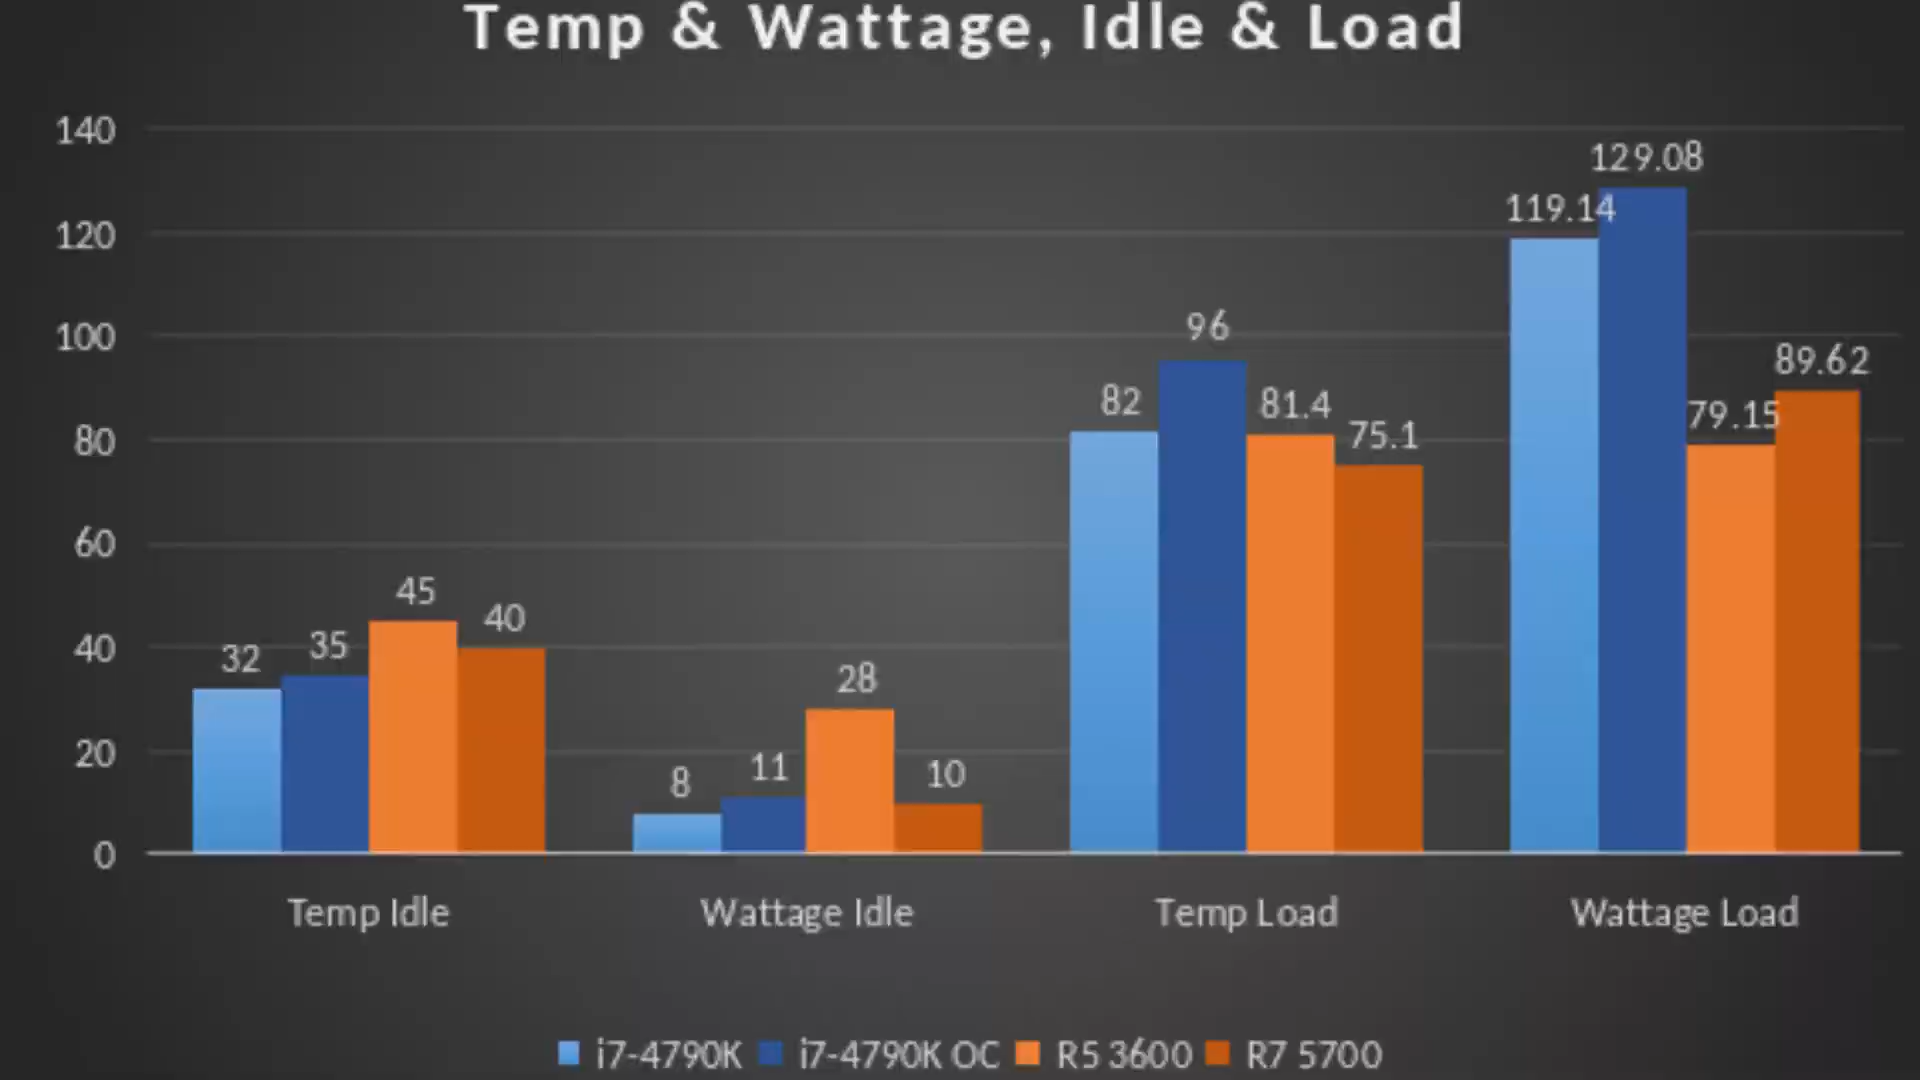 Temp & Wattage, Idle & Load
140
120
100
80
60
40
20
0
32
35
45
40
8
11
28
10
82
96
81.4
75.1
119.14
129.08
79.15
89.62
Temp Idle
Wattage Idle
Temp Load
Wattage Load
i7-4790K
i7-4790K OC
R5 3600
R7 5700